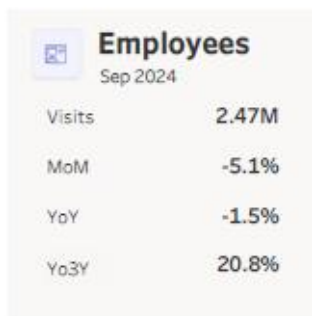 Employees
Sep 2024
Visits 2.47M
MoM -5.1%
YoY -1.5%
Yo3Y 20.8%